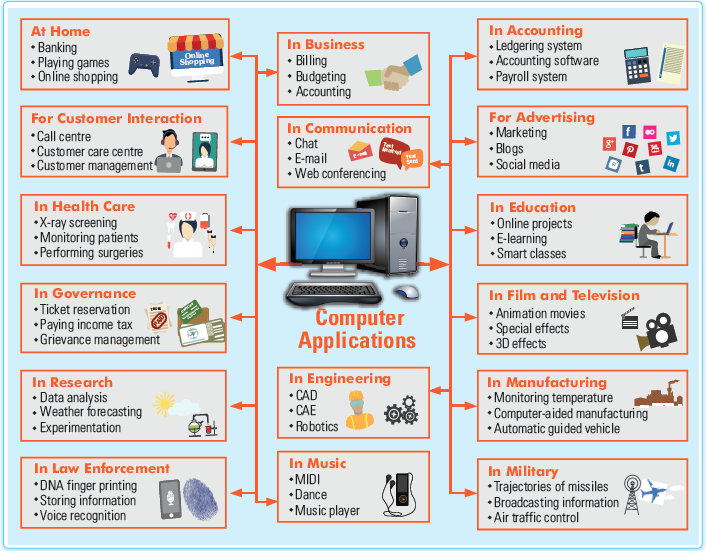 At Home
• Banking
• Playing games
• Online shopping
Online
Shopping
For Customer Interaction
• Call centre
• Customer care centre
• Customer management
In Health Care
• X-ray screening
• Monitoring patients
• Performing surgeries
In Governance
• Ticket reservation
• Paying income tax
• Grievance management
In Research
• Data analysis
• Weather forecasting
• Experimentation
In Law Enforcement
• DNA finger printing
• Storing information
• Voice recognition
In Business
• Billing
• Budgeting
• Accounting
In Communication
• Chat
• E-mail
• Web conferencing
E-mail
Text
Received
Text
Sent
Computer
Applications
In Engineering
• CAD
• CAE
• Robotics
In Music
• MIDI
• Dance
• Music player
In Accounting
• Ledgering system
• Accounting software
• Payroll system
For Advertising
• Marketing
• Blogs
• Social media
In Education
• Online projects
• E-learning
• Smart classes
In Film and Television
• Animation movies
• Special effects
• 3D effects
In Manufacturing
• Monitoring temperature
• Computer-aided manufacturing
• Automatic guided vehicle
In Military
• Trajectories of missiles
• Broadcasting information
• Air traffic control